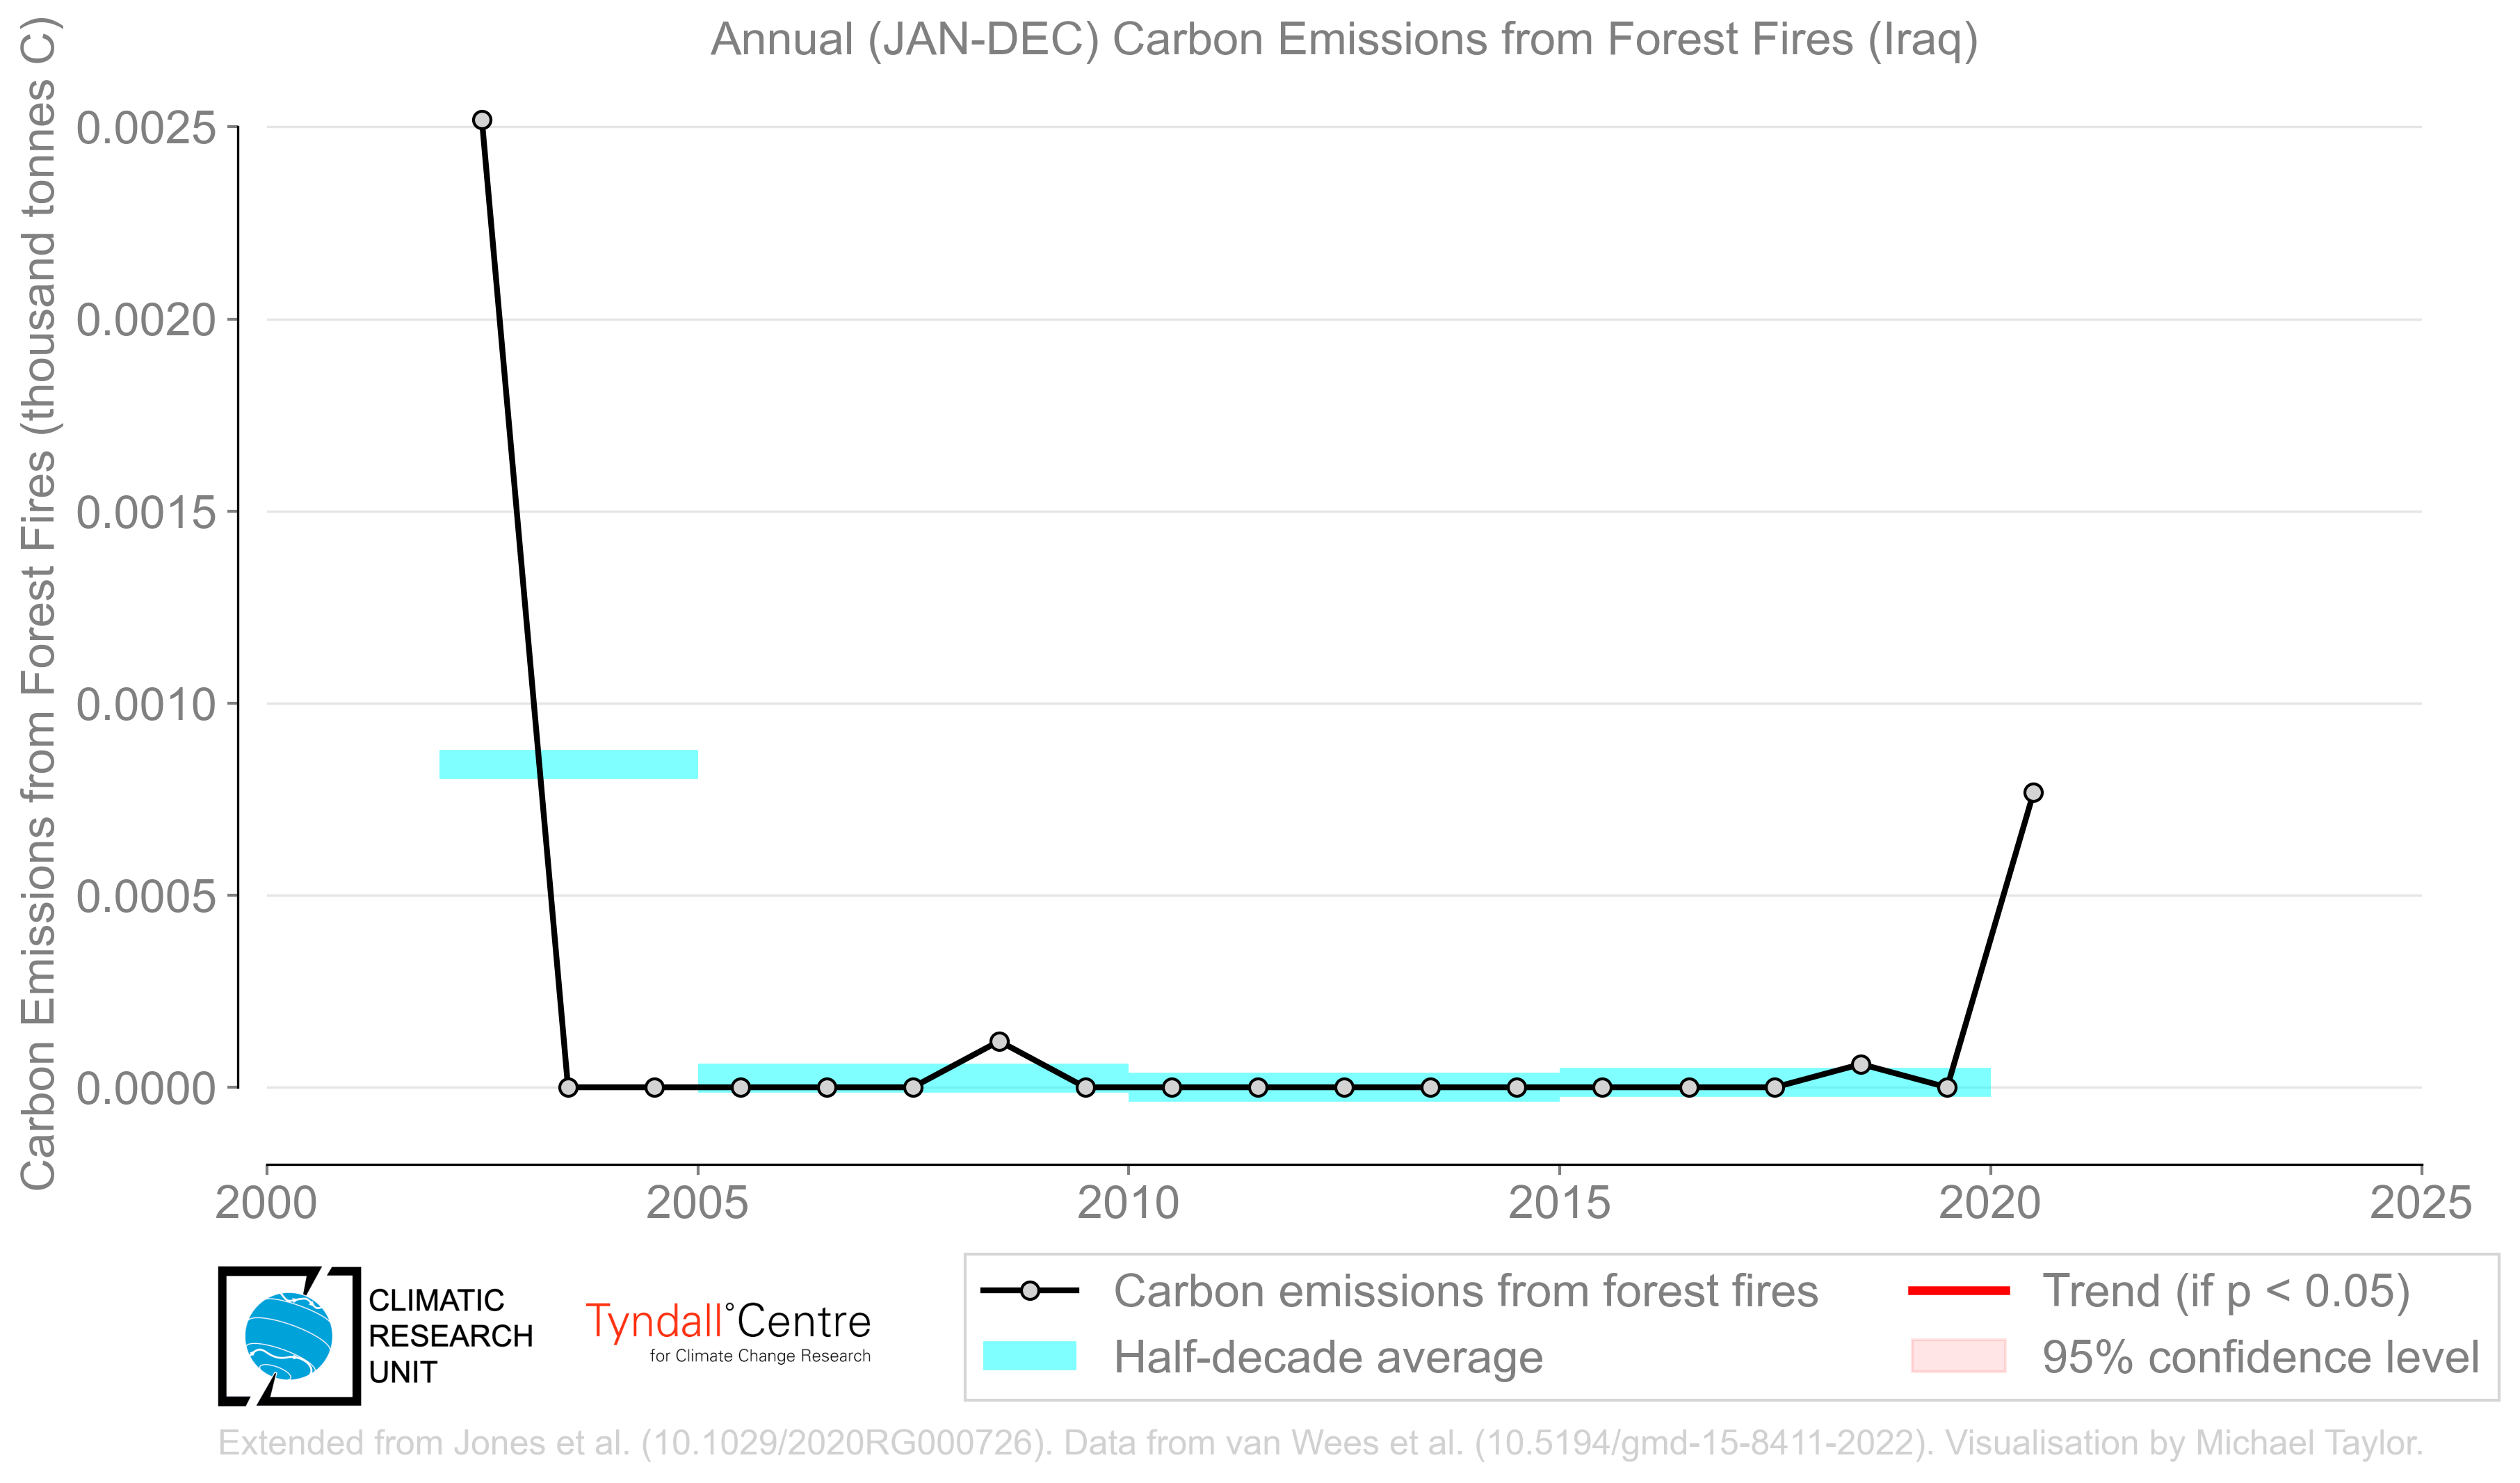 Annual (JAN-DEC) Carbon Emissions from Forest Fires (Iraq)
Carbon Emissions from Forest Fires (thousand tonnes C)
0.0025
0.0020
0.0015
0.0010
0.0005
0.0000
2000
2005
2010
2015
2020
2025
CLIMATIC
RESEARCH
UNIT
Tyndall°Centre
for Climate Change Research
Carbon emissions from forest fires
Half-decade average
Trend (if p < 0.05)
95% confidence level
Extended from Jones et al. (10.1029/2020RG000726). Data from van Wees et al. (10.5194/gmd-15-8411-2022). Visualisation by Michael Taylor.